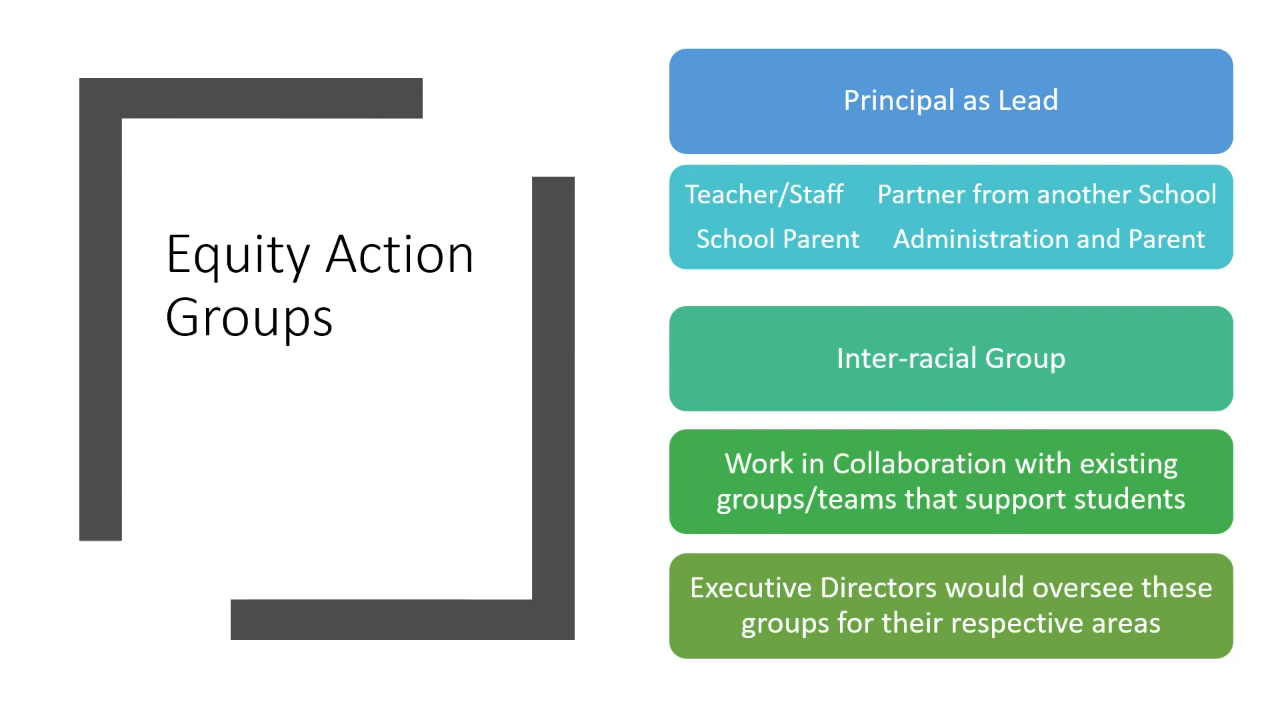 Equity Action
Groups
Principal as Lead
Teacher/Staff Partner from another School
School Parent Administration and Parent
Inter-racial Group
Work in Collaboration with existing
groups/teams that support students
Executive Directors would oversee these
groups for their respective areas